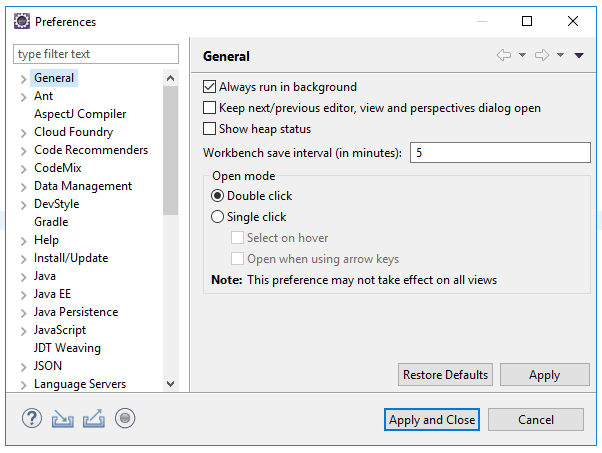 Preferences
type filter text
General
Ant
AspectJ Compiler
Cloud Foundry
Code Recommenders
CodeMix
Data Management
DevStyle
Gradle
Help
Install/Update
Java
Java EE
Java Persistence
JavaScript
JDT Weaving
JSON
Language Servers
General
Always run in background
Keep next/previous editor, view and perspectives dialog open
Show heap status
Workbench save interval (in minutes): 5
Open mode
Double click
Single click
Select on hover
Open when using arrow keys
Note: This preference may not take effect on all views
Restore Defaults Apply
? Apply and Close Cancel